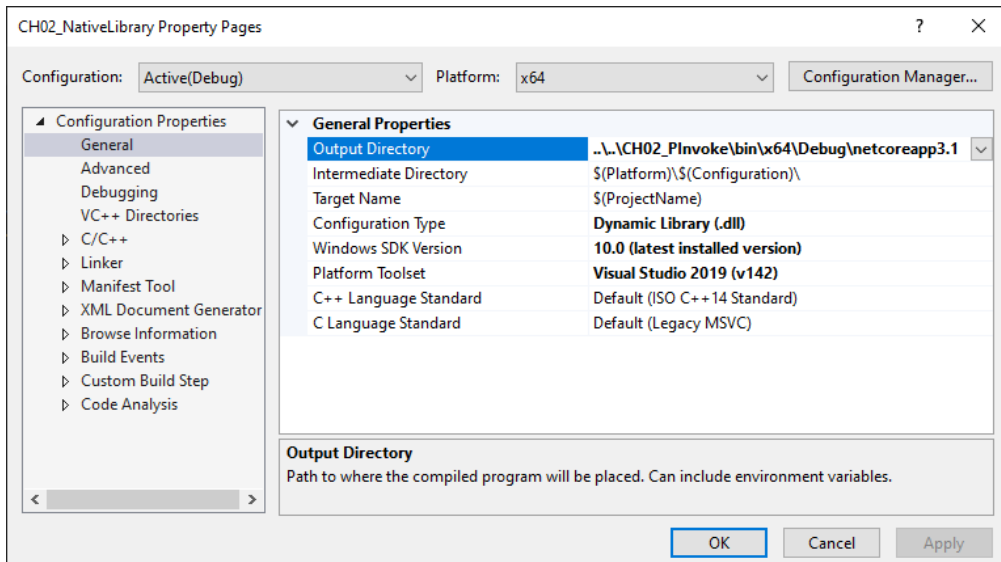 CH02_NativeLibrary Property Pages
? ×
Configuration: Active(Debug) Platform: x64 Configuration Manager...
Configuration Properties
General
Advanced
Debugging
VC++ Directories
C/C++
Linker
Manifest Tool
XML Document Generator
Browse Information
Build Events
Custom Build Step
Code Analysis
General Properties
Output Directory ..\..\CH02_PInvoke\bin\x64\Debug\netcoreapp3.1
Intermediate Directory $(Platform)\$(Configuration)\
Target Name $(ProjectName)
Configuration Type Dynamic Library (.dll)
Windows SDK Version 10.0 (latest installed version)
Platform Toolset Visual Studio 2019 (v142)
C++ Language Standard Default (ISO C++14 Standard)
C Language Standard Default (Legacy MSVC)
Output Directory
Path to where the compiled program will be placed. Can include environment variables.
OK Cancel Apply